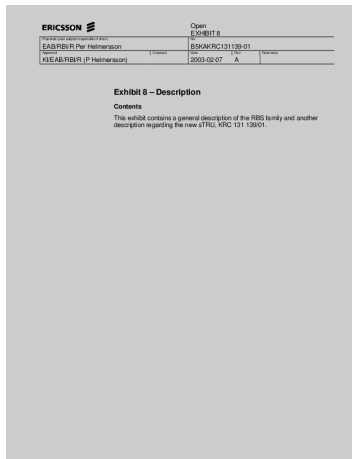 ERICSSON
Open
EXHIBIT 8
Prepared (also subject responsible if other)
No.
EAB/RBI/R Per Helmersson
B5KAKRC131139-01
Approved
Checked
Date
Rev
Reference
KI/EAB/RBI/R (P Helmersson)
2003-02-07
A
Exhibit 8 – Description
Contents
This exhibit contains a general description of the RBS family and another
description regarding the new sTRU, KRC 131 139/01.